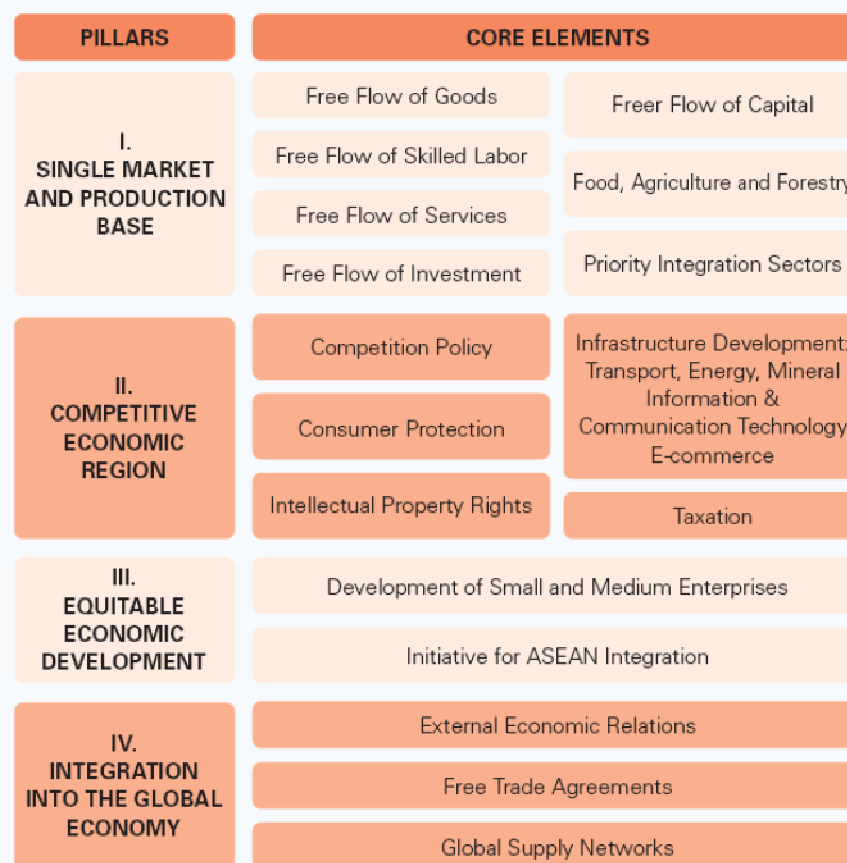 PILLARS
CORE ELEMENTS
I.
SINGLE MARKET
AND PRODUCTION
BASE
Free Flow of Goods
Free Flow of Skilled Labor
Free Flow of Services
Free Flow of Investment
Freer Flow of Capital
Food, Agriculture and Forestry
Priority Integration Sectors
II.
COMPETITIVE
ECONOMIC
REGION
Competition Policy
Consumer Protection
Intellectual Property Rights
Infrastructure Development:
Transport, Energy, Mineral
Information &
Communication Technology
E-commerce
Taxation
III.
EQUITABLE
ECONOMIC
DEVELOPMENT
Development of Small and Medium Enterprises
Initiative for ASEAN Integration
IV.
INTEGRATION
INTO THE GLOBAL
ECONOMY
External Economic Relations
Free Trade Agreements
Global Supply Networks